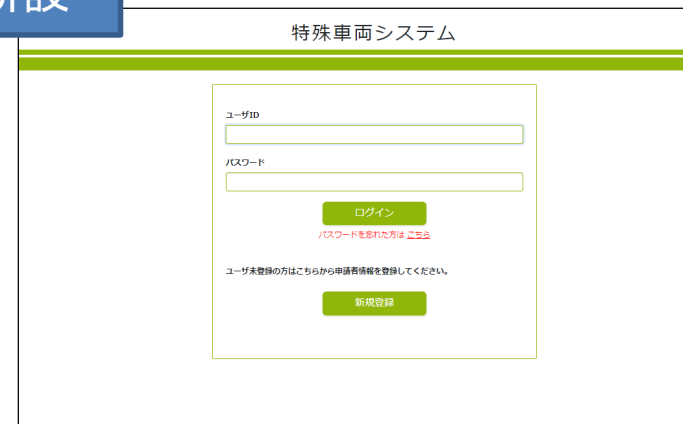 新設
特殊車両システム
ユーザID
パスワード
ログイン
パスワードを忘れた方は こちら
ユーザ未登録の方はこちらから申請者情報を登録してください。
新規登録